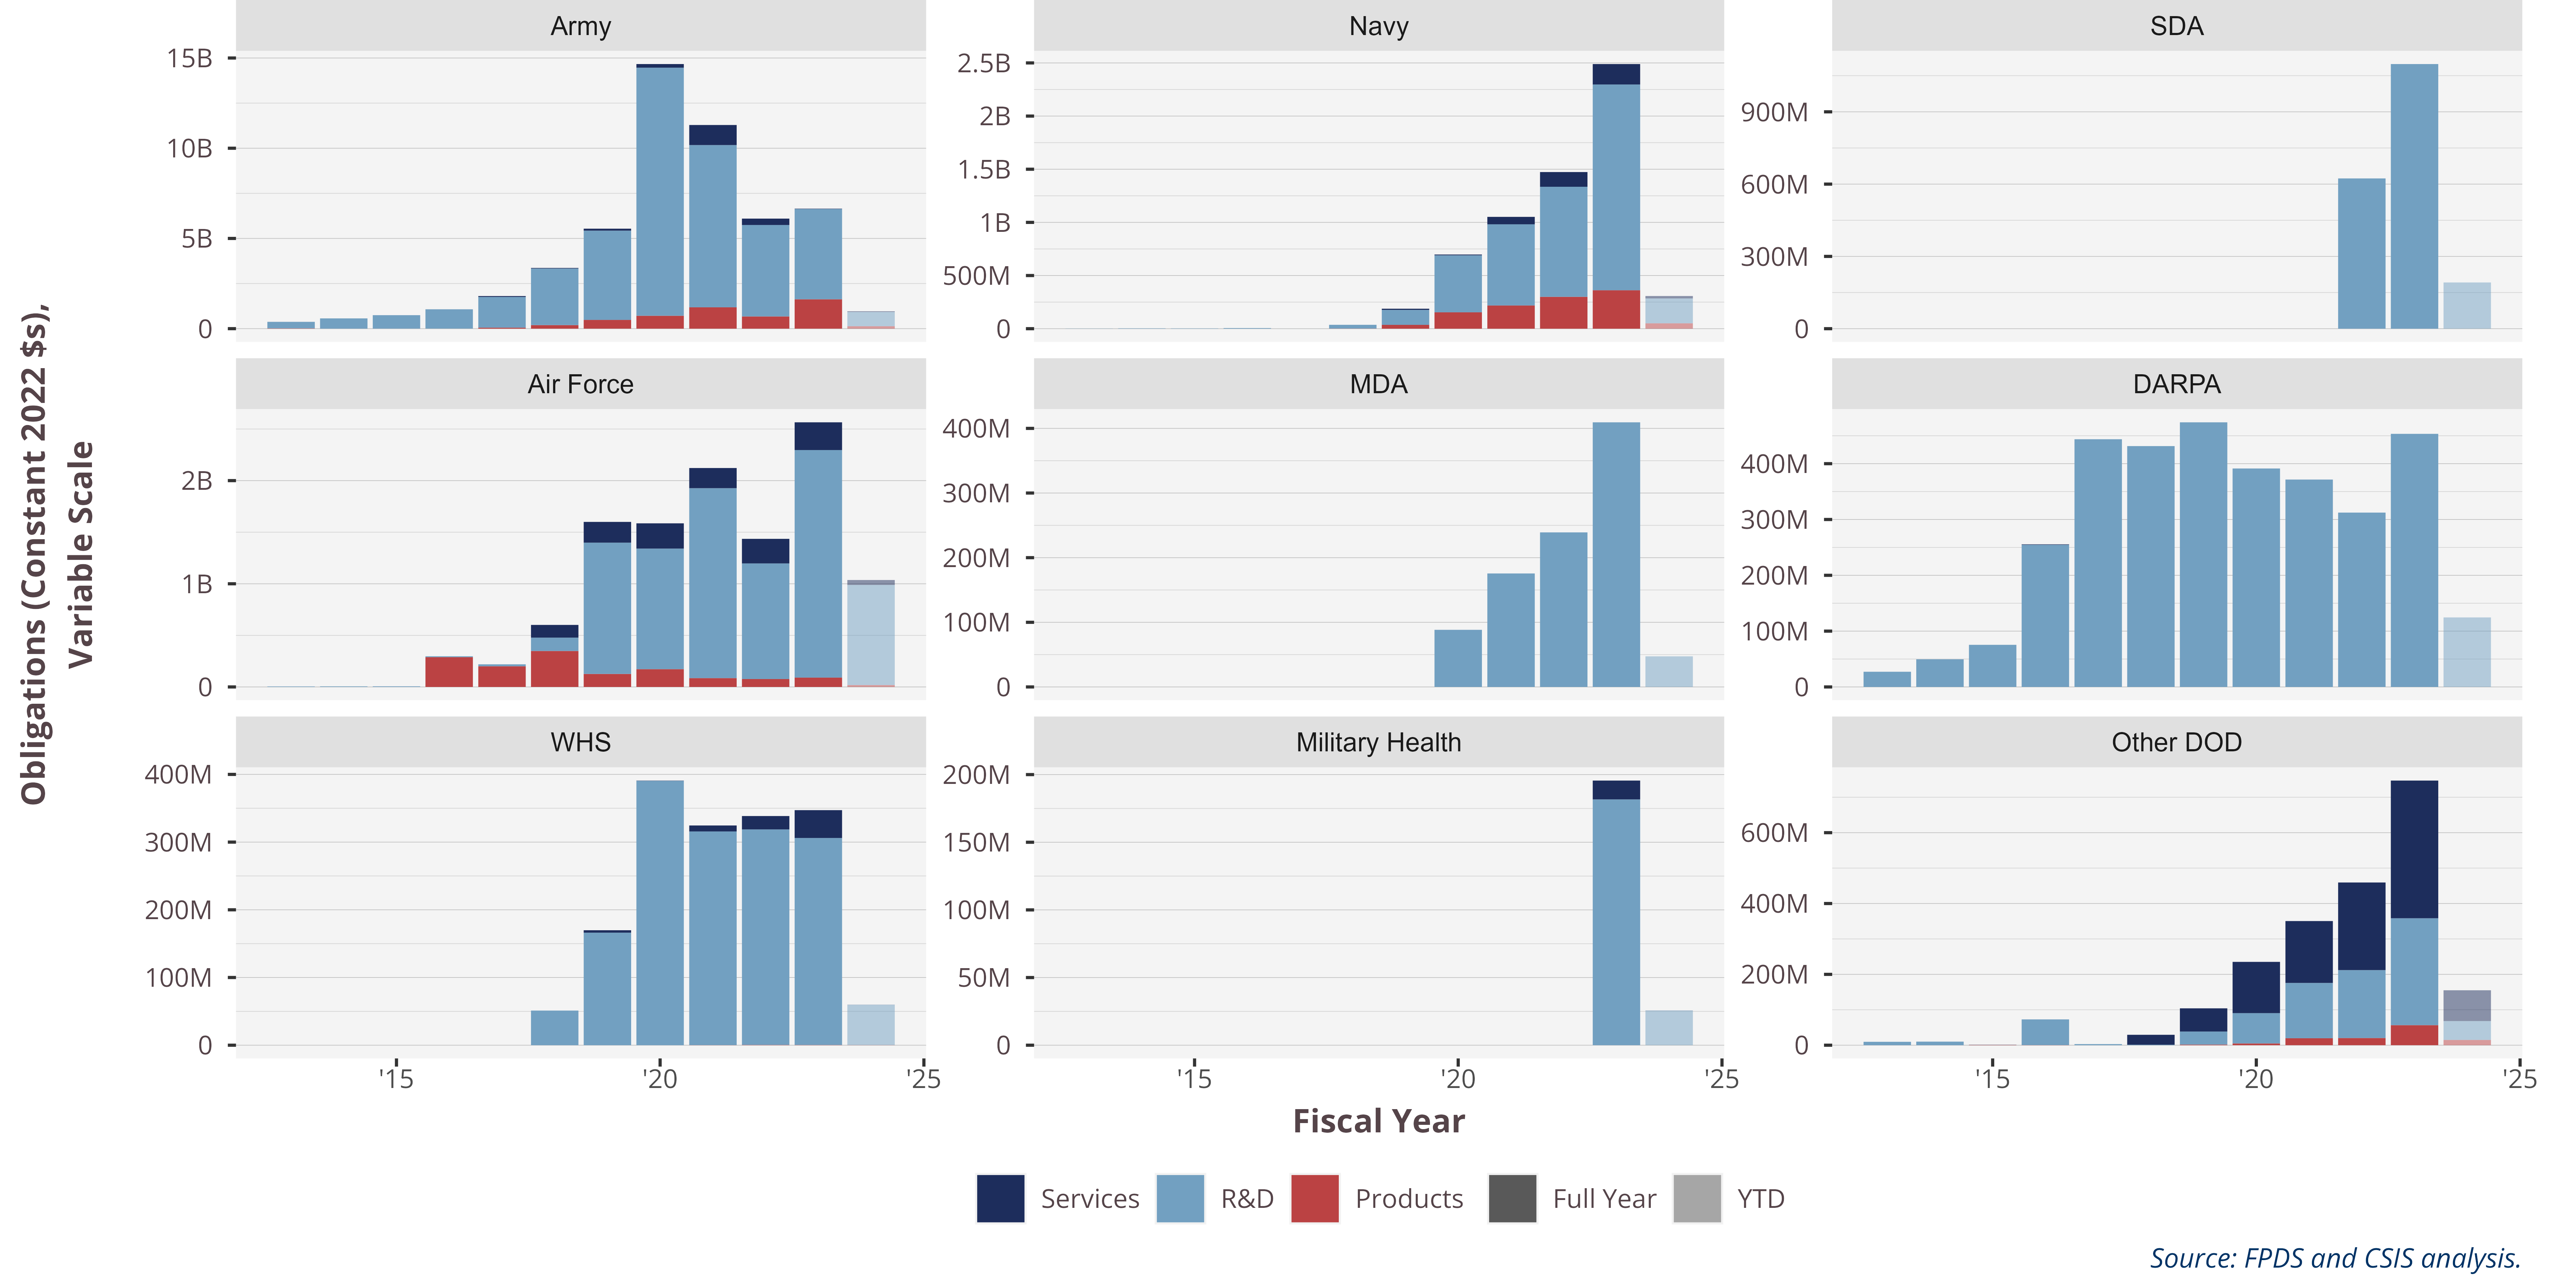 Obligations (Constant 2022 $s),
Variable Scale
Army
15B
10B
5B
0
Navy
2.5B
2B
1.5B
1B
500M
0
SDA
900M
600M
300M
0
Air Force
2B
1B
0
MDA
400M
300M
200M
100M
0
DARPA
400M
300M
200M
100M
0
WHS
400M
300M
200M
100M
0
'15
'20
'25
Military Health
200M
150M
100M
50M
0
'15
'20
'25
Other DOD
600M
400M
200M
0
'15
'20
'25
Fiscal Year
Services
R&D
Products
Full Year
YTD
Source: FPDS and CSIS analysis.